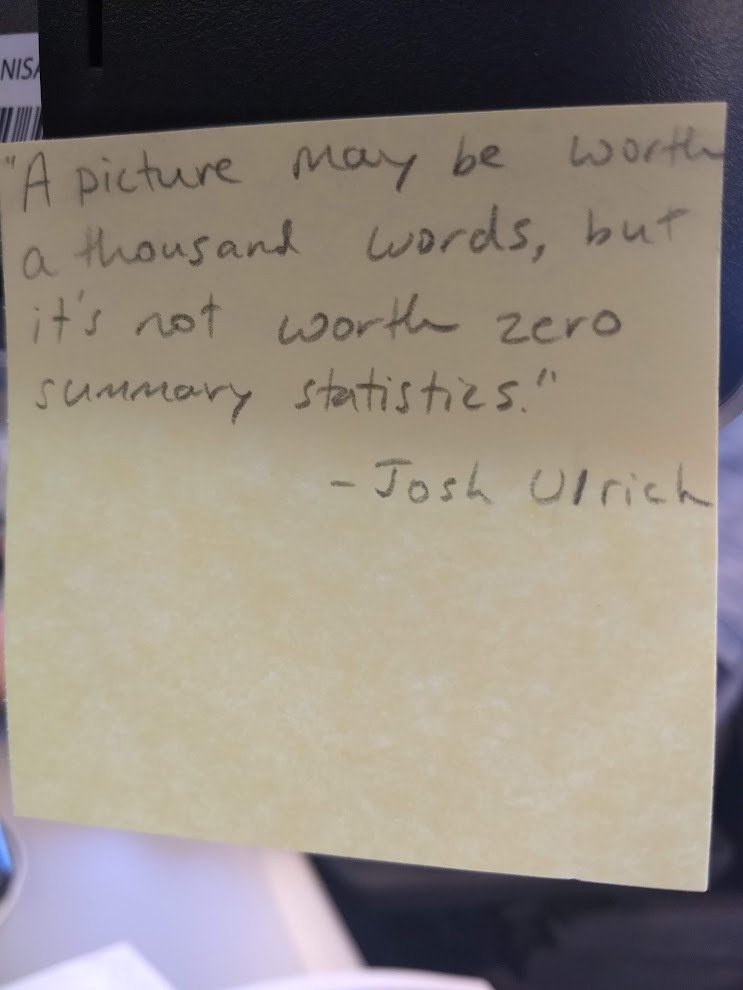 NISA
"A picture may be worth
a thousand words, but
it's not worth zero
summary statistics."
- Josh Ulrich